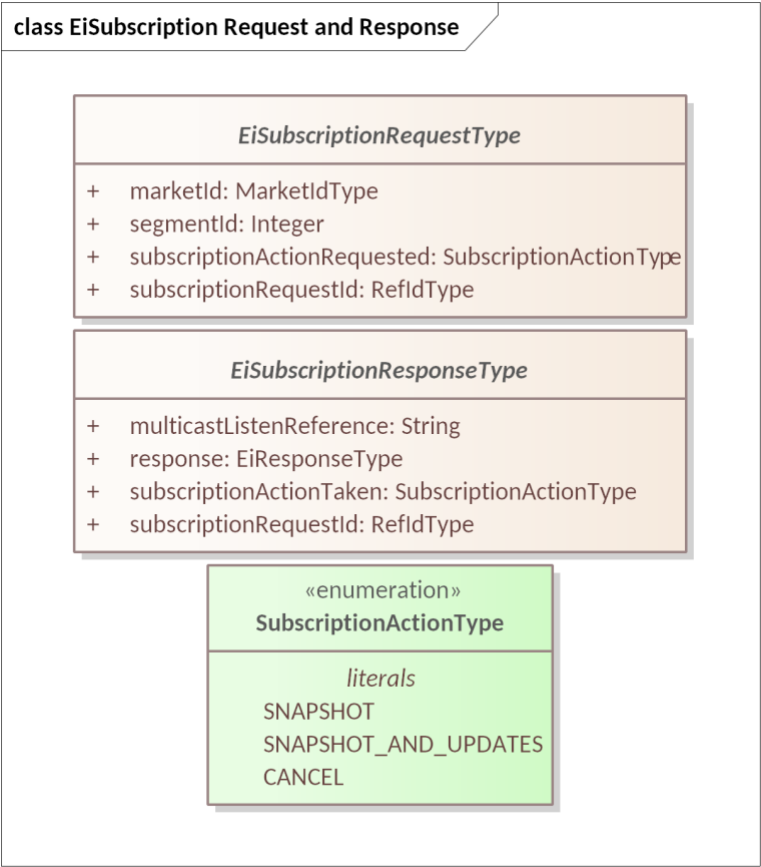 class EiSubscription Request and Response
EiSubscriptionRequestType
+ marketId: MarketIdType
+ segmentId: Integer
+ subscriptionActionRequested: SubscriptionActionType
+ subscriptionRequestId: RefIdType
EiSubscriptionResponseType
+ multicastListenReference: String
+ response: EiResponseType
+ subscriptionActionTaken: SubscriptionActionType
+ subscriptionRequestId: RefIdType
«enumeration»
SubscriptionActionType
literals
SNAPSHOT
SNAPSHOT_AND_UPDATES
CANCEL